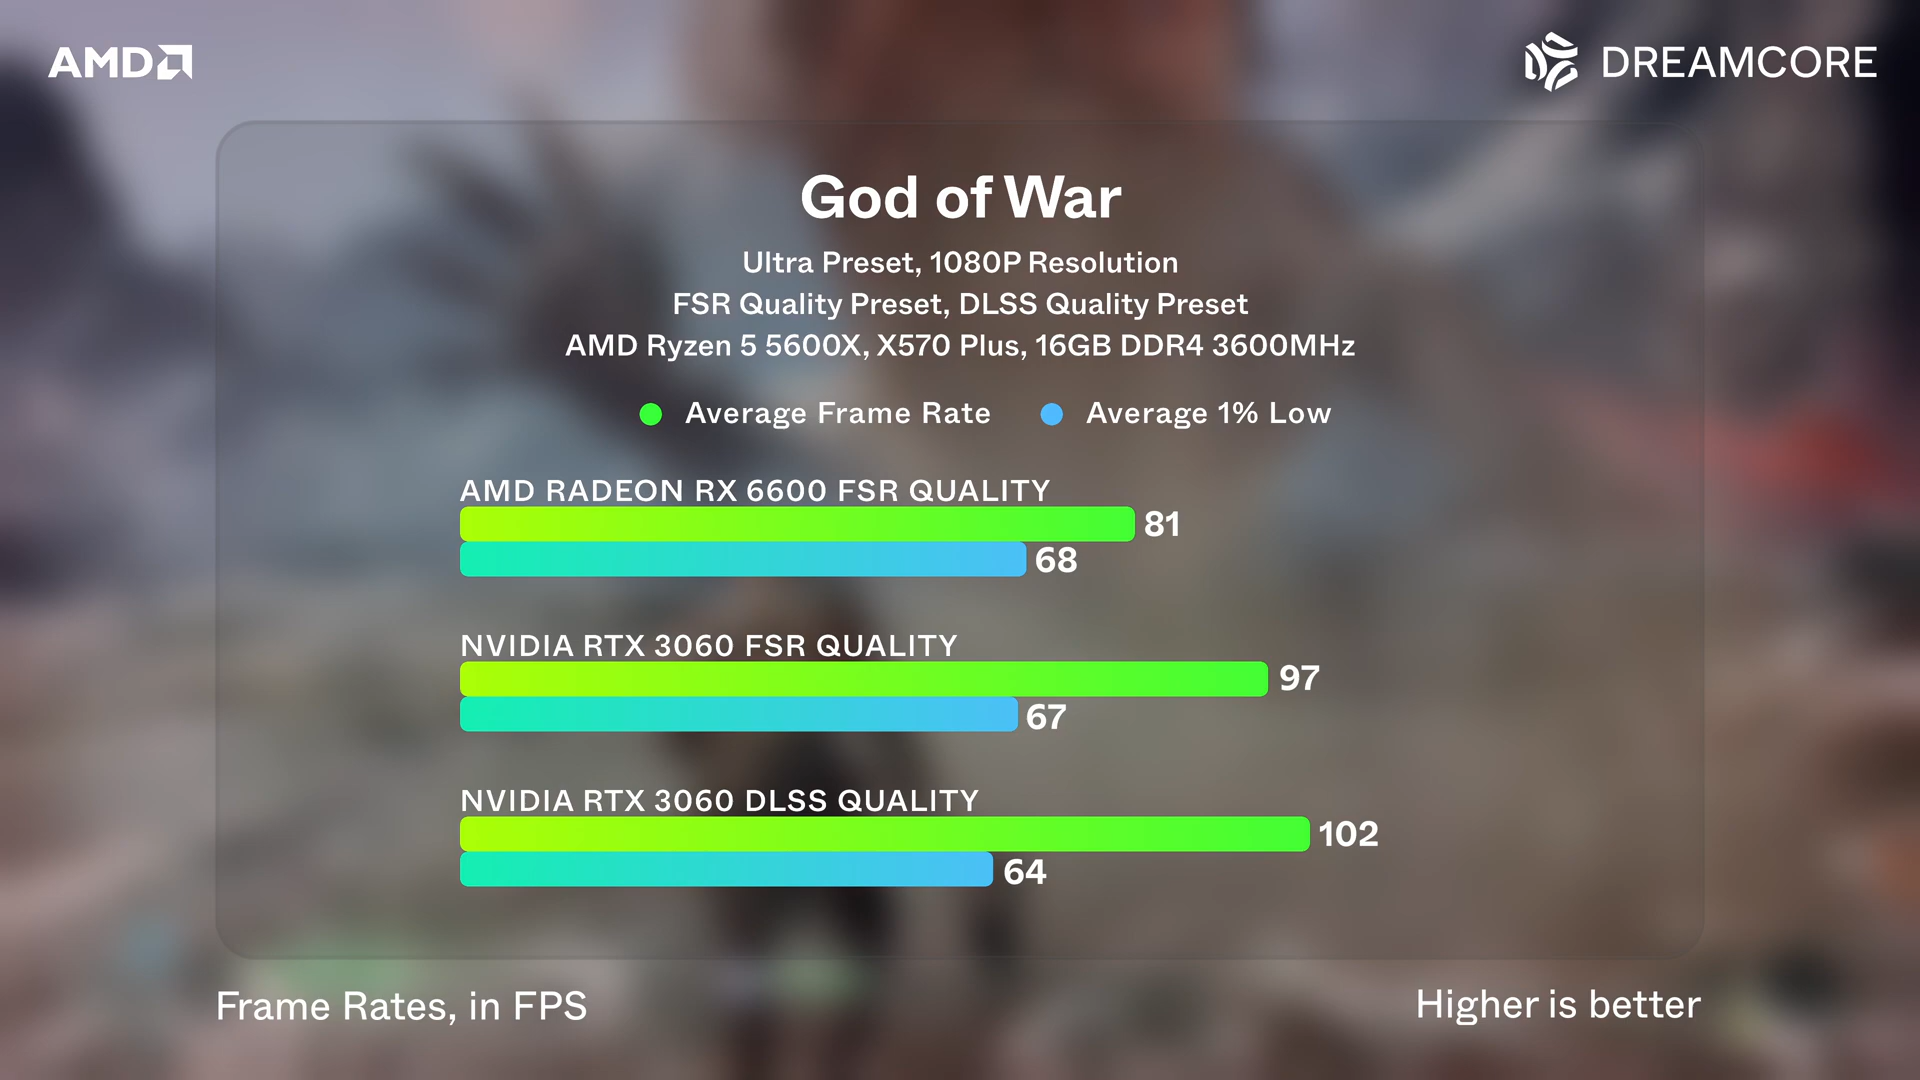 AMD
DREAMCORE
God of War
Ultra Preset, 1080P Resolution
FSR Quality Preset, DLSS Quality Preset
AMD Ryzen 5 5600X, X570 Plus, 16GB DDR4 3600MHz
Average Frame Rate
Average 1% Low
AMD RADEON RX 6600 FSR QUALITY
81
68
NVIDIA RTX 3060 FSR QUALITY
97
67
NVIDIA RTX 3060 DLSS QUALITY
102
64
Frame Rates, in FPS
Higher is better